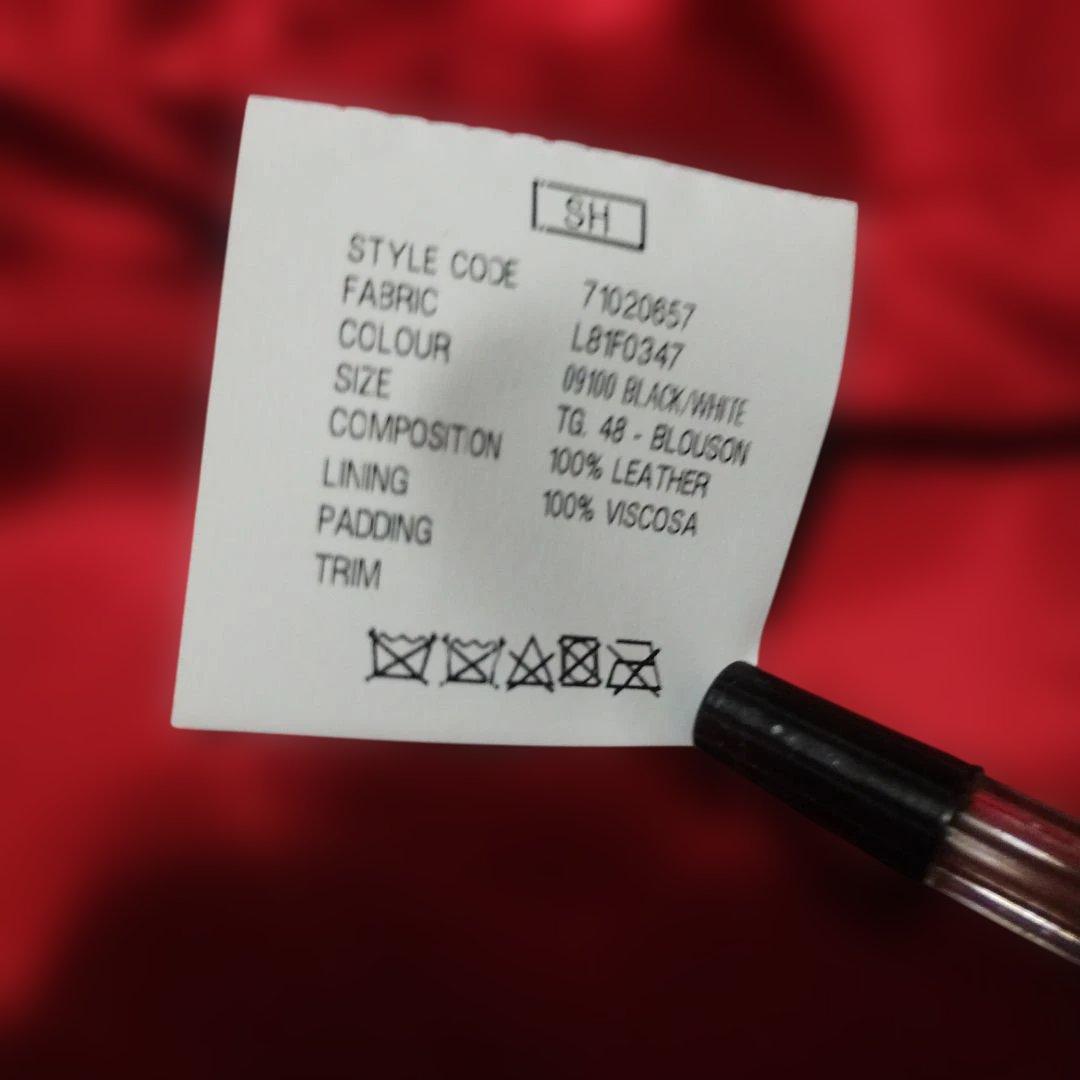 SH
STYLE CODE 71020657
FABRIC L81F0347
COLOUR 09100 BLACK/WHITE
SIZE TG. 48 - BLOUSON
COMPOSITION 100% LEATHER
LINING 100% VISCOSA
PADDING
TRIM